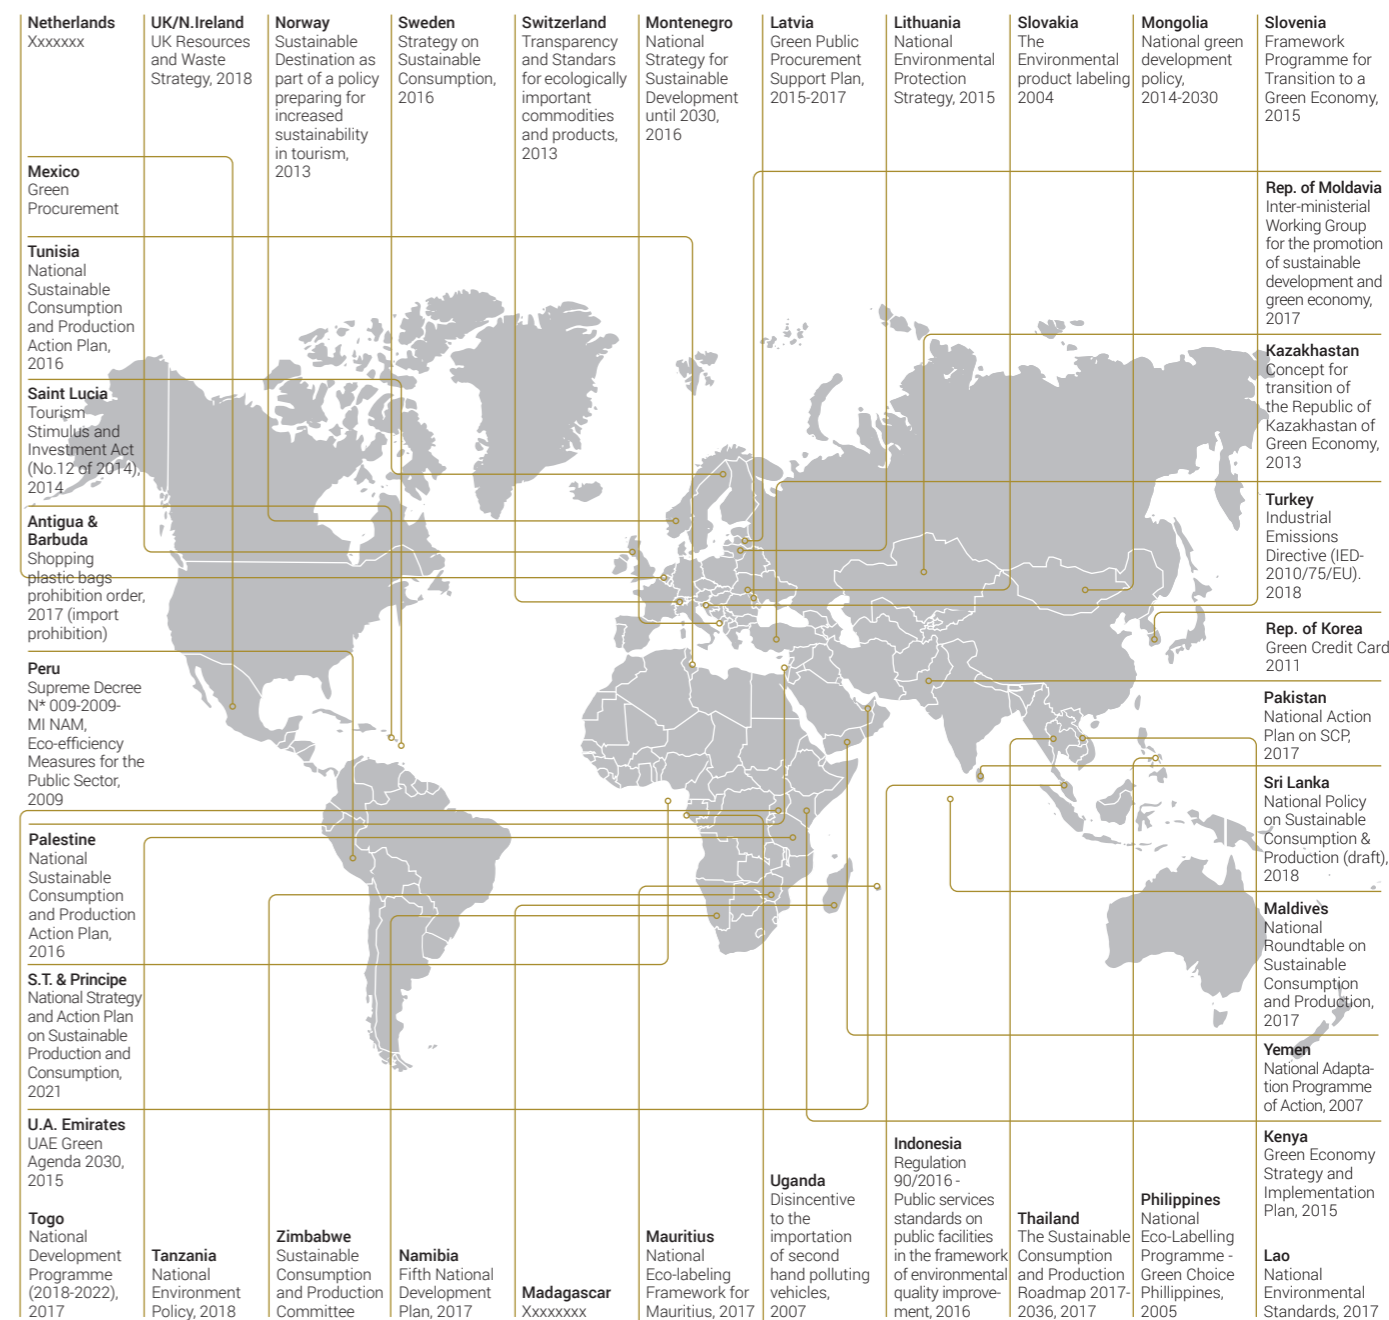 Netherlands
Xxxxxxx
UK/N.Ireland
UK Resources
and Waste
Strategy, 2018
Norway
Sustainable
Destination as
part of a policy
preparing for
increased
sustainability
in tourism,
2013
Sweden
Strategy on
Sustainable
Consumption,
2016
Switzerland
Transparency
and Standars
for ecologically
important
commodities
and products,
2013
Montenegro
National
Strategy for
Sustainable
Development
until 2030,
2016
Latvia
Green Public
Procurement
Support Plan,
2015-2017
Lithuania
National
Environmental
Protection
Strategy, 2015
Slovakia
The
Environmental
product labeling
2004
Mongolia
National green
development
policy,
2014-2030
Slovenia
Framework
Programme for
Transition to a
Green Economy,
2015
Mexico
Green
Procurement
Tunisia
National
Sustainable
Consumption
and Production
Action Plan,
2016
Saint Lucia
Tourism
Stimulus and
Investment Act
(No.12 of 2014),
2014
Antigua &
Barbuda
Shopping
plastic bags
prohibition order,
2017 (import
prohibition)
Peru
Supreme Decree
N* 009-2009-
MI NAM,
Eco-efficiency
Measures for the
Public Sector,
2009
Palestine
National
Sustainable
Consumption
and Production
Action Plan,
2016
S.T. & Principe
National Strategy
and Action Plan
on Sustainable
Production and
Consumption,
2021
U.A. Emirates
UAE Green
Agenda 2030,
2015
Togo
National
Development
Programme
(2018-2022),
2017
Tanzania
National
Environment
Policy, 2018
Zimbabwe
Sustainable
Consumption
and Production
Committee
Namibia
Fifth National
Development
Plan, 2017
Madagascar
Xxxxxxxx
Mauritius
National
Eco-labeling
Framework for
Mauritius, 2017
Uganda
Disincentive
to the
importation
of second
hand polluting
vehicles,
2007
Indonesia
Regulation
90/2016 -
Public services
standards on
public facilities
in the framework
of environmental
quality improve-
ment, 2016
Thailand
The Sustainable
Consumption
and Production
Roadmap 2017-
2036, 2017
Philippines
National
Eco-Labelling
Programme -
Green Choice
Phillippines,
2005
Rep. of Moldavia
Inter-ministerial
Working Group
for the promotion
of sustainable
development and
green economy,
2017
Kazakhastan
Concept for
transition of
the Republic of
Kazakhastan of
Green Economy,
2013
Turkey
Industrial
Emissions
Directive (IED-
2010/75/EU).
2018
Rep. of Korea
Green Credit Card
2011
Pakistan
National Action
Plan on SCP,
2017
Sri Lanka
National Policy
on Sustainable
Consumption &
Production (draft),
2018
Maldives
National
Roundtable on
Sustainable
Consumption
and Production,
2017
Yemen
National Adapta-
tion Programme
of Action, 2007
Kenya
Green Economy
Strategy and
Implementation
Plan, 2015
Lao
National
Environmental
Standards, 2017